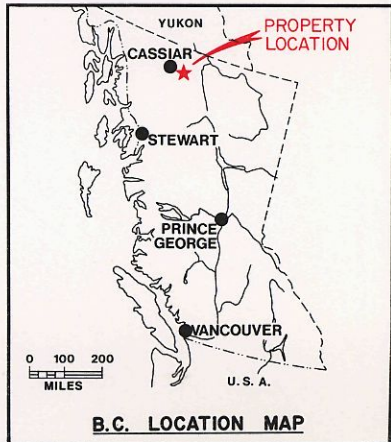 YUKON
PROPERTY
LOCATION
CASSIAR
STEWART
PRINCE
GEORGE
VANCOUVER
0 100 200
MILES
U.S.A.
B.C. LOCATION MAP